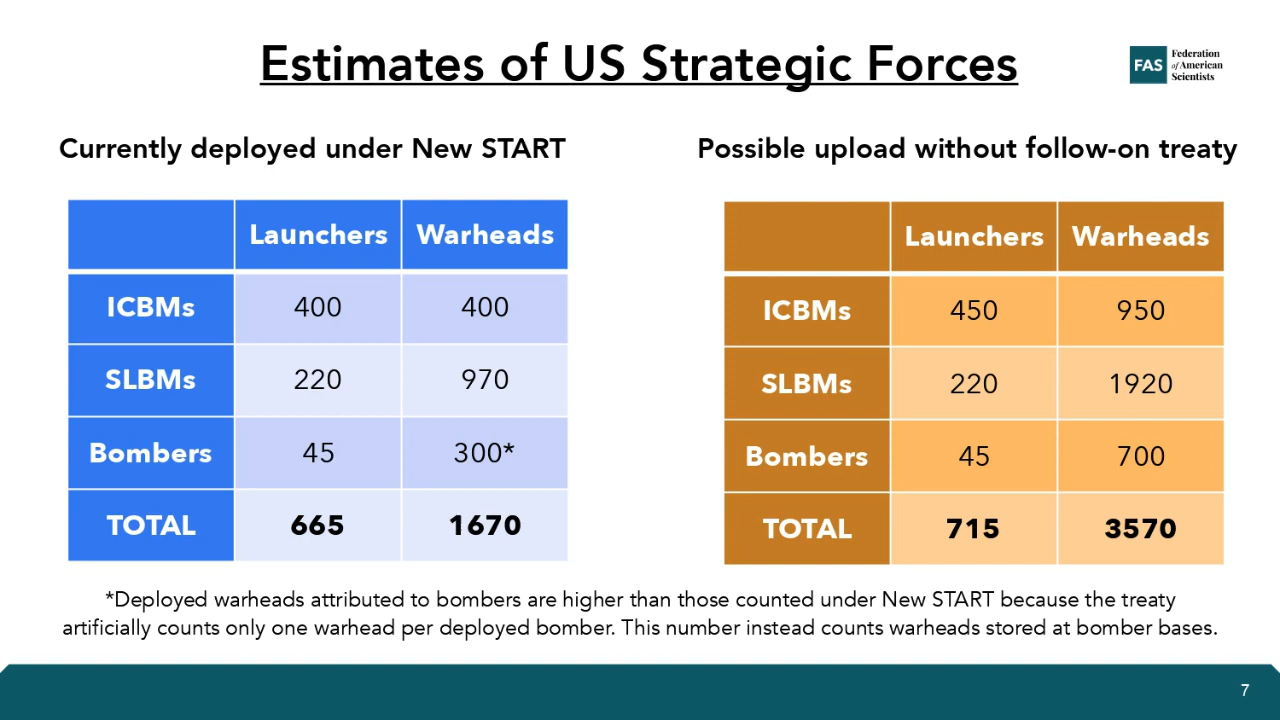 Estimates of US Strategic Forces
FAS
Federation
of American
Scientists
Currently deployed under New START
Launchers Warheads
ICBMs 400 400
SLBMs 220 970
Bombers 45 300*
TOTAL 665 1670
Possible upload without follow-on treaty
Launchers Warheads
ICBMs 450 950
SLBMs 220 1920
Bombers 45 700
TOTAL 715 3570
*Deployed warheads attributed to bombers are higher than those counted under New START because the treaty
artificially counts only one warhead per deployed bomber. This number instead counts warheads stored at bomber bases.
7